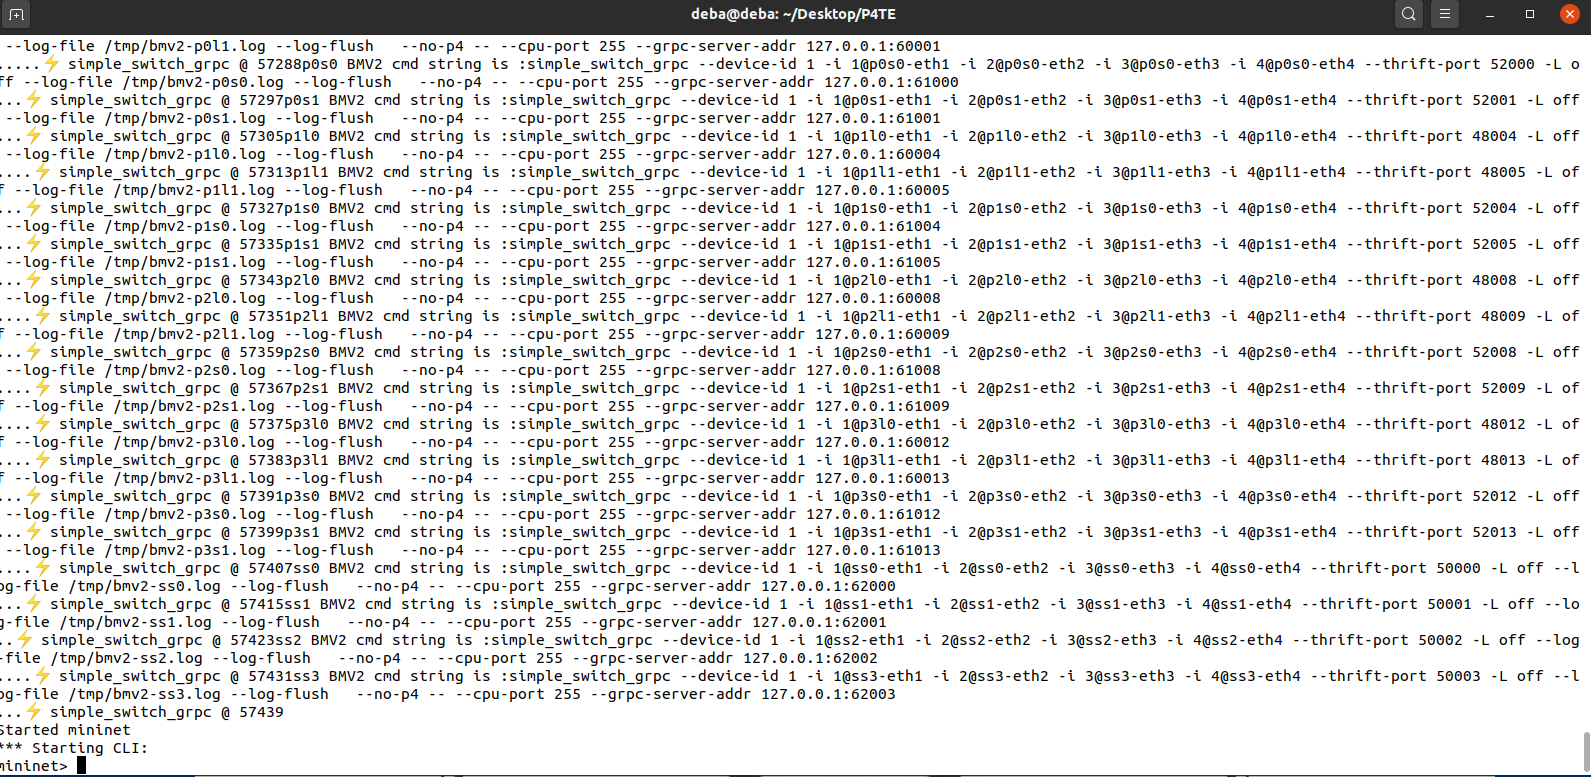 deba@deba: ~/Desktop/P4TE
--log-file /tmp/bmv2-p0l1.log --log-flush   --no-p4 -- --cpu-port 255 --grpc-server-addr 127.0.0.1:60001
.....⚡ simple_switch_grpc @ 57288p0s0 BMV2 cmd string is :simple_switch_grpc --device-id 1 -i 1@p0s0-eth1 -i 2@p0s0-eth2 -i 3@p0s0-eth3 -i 4@p0s0-eth4 --thrift-port 52000 -L o
ff --log-file /tmp/bmv2-p0s0.log --log-flush   --no-p4 -- --cpu-port 255 --grpc-server-addr 127.0.0.1:61000
...⚡ simple_switch_grpc @ 57297p0s1 BMV2 cmd string is :simple_switch_grpc --device-id 1 -i 1@p0s1-eth1 -i 2@p0s1-eth2 -i 3@p0s1-eth3 -i 4@p0s1-eth4 --thrift-port 52001 -L off
--log-file /tmp/bmv2-p0s1.log --log-flush   --no-p4 -- --cpu-port 255 --grpc-server-addr 127.0.0.1:61001
...⚡ simple_switch_grpc @ 57305p1l0 BMV2 cmd string is :simple_switch_grpc --device-id 1 -i 1@p1l0-eth1 -i 2@p1l0-eth2 -i 3@p1l0-eth3 -i 4@p1l0-eth4 --thrift-port 48004 -L off
--log-file /tmp/bmv2-p1l0.log --log-flush   --no-p4 -- --cpu-port 255 --grpc-server-addr 127.0.0.1:60004
....⚡ simple_switch_grpc @ 57313p1l1 BMV2 cmd string is :simple_switch_grpc --device-id 1 -i 1@p1l1-eth1 -i 2@p1l1-eth2 -i 3@p1l1-eth3 -i 4@p1l1-eth4 --thrift-port 48005 -L of
f --log-file /tmp/bmv2-p1l1.log --log-flush   --no-p4 -- --cpu-port 255 --grpc-server-addr 127.0.0.1:60005
...⚡ simple_switch_grpc @ 57327p1s0 BMV2 cmd string is :simple_switch_grpc --device-id 1 -i 1@p1s0-eth1 -i 2@p1s0-eth2 -i 3@p1s0-eth3 -i 4@p1s0-eth4 --thrift-port 52004 -L off
--log-file /tmp/bmv2-p1s0.log --log-flush   --no-p4 -- --cpu-port 255 --grpc-server-addr 127.0.0.1:61004
...⚡ simple_switch_grpc @ 57335p1s1 BMV2 cmd string is :simple_switch_grpc --device-id 1 -i 1@p1s1-eth1 -i 2@p1s1-eth2 -i 3@p1s1-eth3 -i 4@p1s1-eth4 --thrift-port 52005 -L off
--log-file /tmp/bmv2-p1s1.log --log-flush   --no-p4 -- --cpu-port 255 --grpc-server-addr 127.0.0.1:61005
...⚡ simple_switch_grpc @ 57343p2l0 BMV2 cmd string is :simple_switch_grpc --device-id 1 -i 1@p2l0-eth1 -i 2@p2l0-eth2 -i 3@p2l0-eth3 -i 4@p2l0-eth4 --thrift-port 48008 -L off
--log-file /tmp/bmv2-p2l0.log --log-flush   --no-p4 -- --cpu-port 255 --grpc-server-addr 127.0.0.1:60008
....⚡ simple_switch_grpc @ 57351p2l1 BMV2 cmd string is :simple_switch_grpc --device-id 1 -i 1@p2l1-eth1 -i 2@p2l1-eth2 -i 3@p2l1-eth3 -i 4@p2l1-eth4 --thrift-port 48009 -L of
f --log-file /tmp/bmv2-p2l1.log --log-flush   --no-p4 -- --cpu-port 255 --grpc-server-addr 127.0.0.1:60009
...⚡ simple_switch_grpc @ 57359p2s0 BMV2 cmd string is :simple_switch_grpc --device-id 1 -i 1@p2s0-eth1 -i 2@p2s0-eth2 -i 3@p2s0-eth3 -i 4@p2s0-eth4 --thrift-port 52008 -L off
--log-file /tmp/bmv2-p2s0.log --log-flush   --no-p4 -- --cpu-port 255 --grpc-server-addr 127.0.0.1:61008
....⚡ simple_switch_grpc @ 57367p2s1 BMV2 cmd string is :simple_switch_grpc --device-id 1 -i 1@p2s1-eth1 -i 2@p2s1-eth2 -i 3@p2s1-eth3 -i 4@p2s1-eth4 --thrift-port 52009 -L of
f --log-file /tmp/bmv2-p2s1.log --log-flush   --no-p4 -- --cpu-port 255 --grpc-server-addr 127.0.0.1:61009
....⚡ simple_switch_grpc @ 57375p3l0 BMV2 cmd string is :simple_switch_grpc --device-id 1 -i 1@p3l0-eth1 -i 2@p3l0-eth2 -i 3@p3l0-eth3 -i 4@p3l0-eth4 --thrift-port 48012 -L of
f --log-file /tmp/bmv2-p3l0.log --log-flush   --no-p4 -- --cpu-port 255 --grpc-server-addr 127.0.0.1:60012
....⚡ simple_switch_grpc @ 57383p3l1 BMV2 cmd string is :simple_switch_grpc --device-id 1 -i 1@p3l1-eth1 -i 2@p3l1-eth2 -i 3@p3l1-eth3 -i 4@p3l1-eth4 --thrift-port 48013 -L of
f --log-file /tmp/bmv2-p3l1.log --log-flush   --no-p4 -- --cpu-port 255 --grpc-server-addr 127.0.0.1:60013
...⚡ simple_switch_grpc @ 57391p3s0 BMV2 cmd string is :simple_switch_grpc --device-id 1 -i 1@p3s0-eth1 -i 2@p3s0-eth2 -i 3@p3s0-eth3 -i 4@p3s0-eth4 --thrift-port 52012 -L off
--log-file /tmp/bmv2-p3s0.log --log-flush   --no-p4 -- --cpu-port 255 --grpc-server-addr 127.0.0.1:61012
...⚡ simple_switch_grpc @ 57399p3s1 BMV2 cmd string is :simple_switch_grpc --device-id 1 -i 1@p3s1-eth1 -i 2@p3s1-eth2 -i 3@p3s1-eth3 -i 4@p3s1-eth4 --thrift-port 52013 -L off
--log-file /tmp/bmv2-p3s1.log --log-flush   --no-p4 -- --cpu-port 255 --grpc-server-addr 127.0.0.1:61013
....⚡ simple_switch_grpc @ 57407ss0 BMV2 cmd string is :simple_switch_grpc --device-id 1 -i 1@ss0-eth1 -i 2@ss0-eth2 -i 3@ss0-eth3 -i 4@ss0-eth4 --thrift-port 50000 -L off --l
og-file /tmp/bmv2-ss0.log --log-flush   --no-p4 -- --cpu-port 255 --grpc-server-addr 127.0.0.1:62000
...⚡ simple_switch_grpc @ 57415ss1 BMV2 cmd string is :simple_switch_grpc --device-id 1 -i 1@ss1-eth1 -i 2@ss1-eth2 -i 3@ss1-eth3 -i 4@ss1-eth4 --thrift-port 50001 -L off --lo
g-file /tmp/bmv2-ss1.log --log-flush   --no-p4 -- --cpu-port 255 --grpc-server-addr 127.0.0.1:62001
..⚡ simple_switch_grpc @ 57423ss2 BMV2 cmd string is :simple_switch_grpc --device-id 1 -i 1@ss2-eth1 -i 2@ss2-eth2 -i 3@ss2-eth3 -i 4@ss2-eth4 --thrift-port 50002 -L off --log
-file /tmp/bmv2-ss2.log --log-flush   --no-p4 -- --cpu-port 255 --grpc-server-addr 127.0.0.1:62002
....⚡ simple_switch_grpc @ 57431ss3 BMV2 cmd string is :simple_switch_grpc --device-id 1 -i 1@ss3-eth1 -i 2@ss3-eth2 -i 3@ss3-eth3 -i 4@ss3-eth4 --thrift-port 50003 -L off --l
og-file /tmp/bmv2-ss3.log --log-flush   --no-p4 -- --cpu-port 255 --grpc-server-addr 127.0.0.1:62003
...⚡ simple_switch_grpc @ 57439
Started mininet
*** Starting CLI:
mininet>